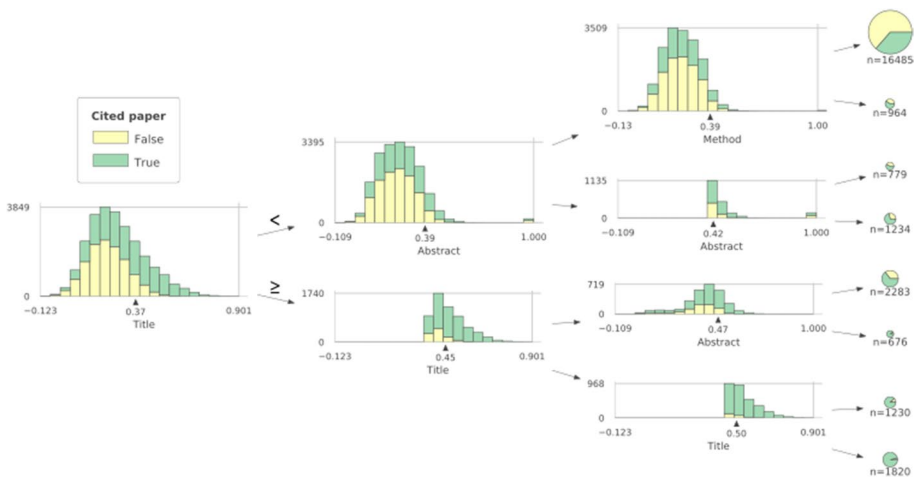 Cited paper
False
True
3849
0
−0.123
0.37
0.901
Title
<
≥
3395
0
−0.109
0.39
1.000
Abstract
1740
0
−0.123
0.45
0.901
Title
3509
0
−0.13
0.39
1.00
Method
1135
0
−0.109
0.42
1.000
Abstract
719
0
−0.109
0.47
1.000
Abstract
968
0
−0.123
0.50
0.901
Title
n=16485
n=964
n=779
n=1234
n=2283
n=676
n=1230
n=1820